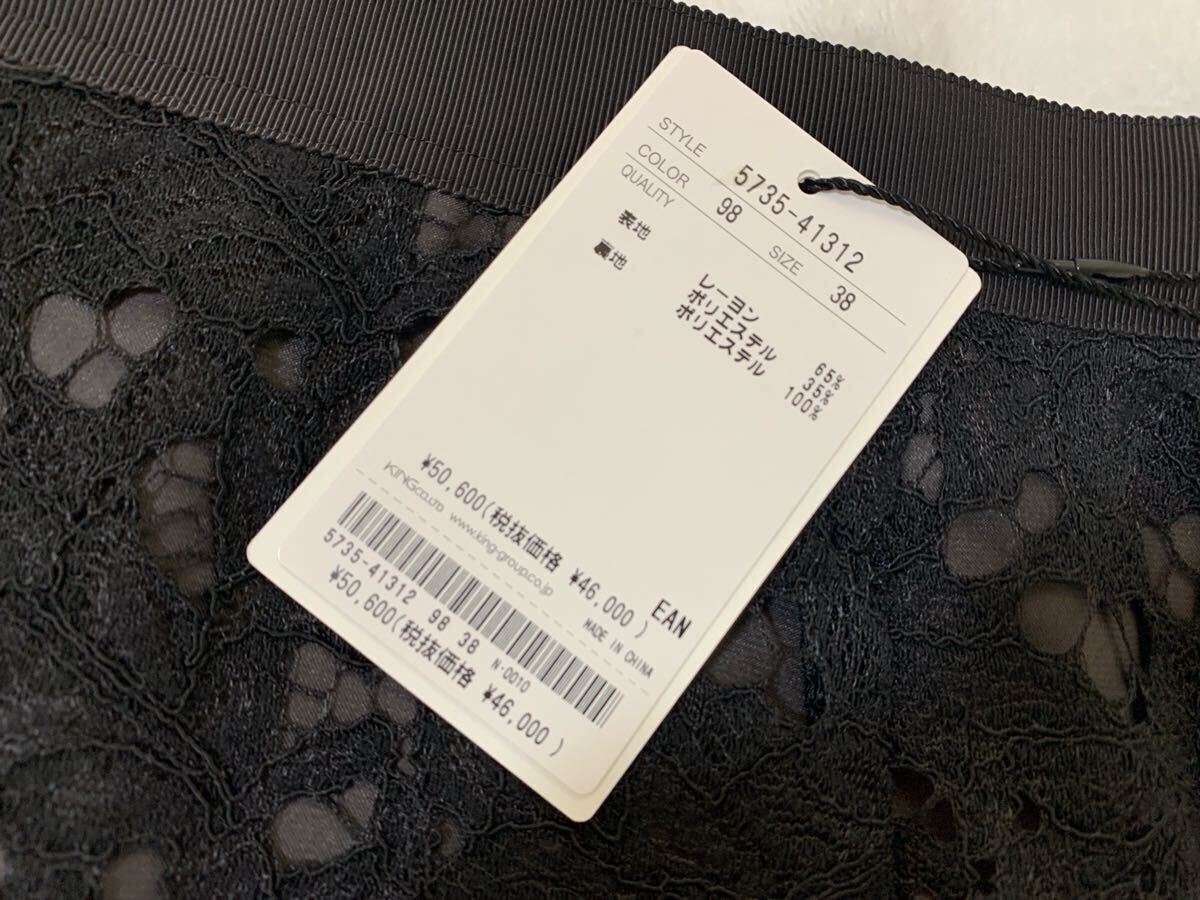 STYLE 5735-41312
COLOR 98 SIZE 38
QUALITY
表地 レーヨン 65%
ポリエステル 35%
裏地 ポリエステル 100%
¥50,600(税抜価格 ¥46,000)
KING CO.,LTD. www.king-group.co.jp MADE IN CHINA
EAN
5735-41312 98 38 N-0010
¥50,600(税抜価格 ¥46,000)